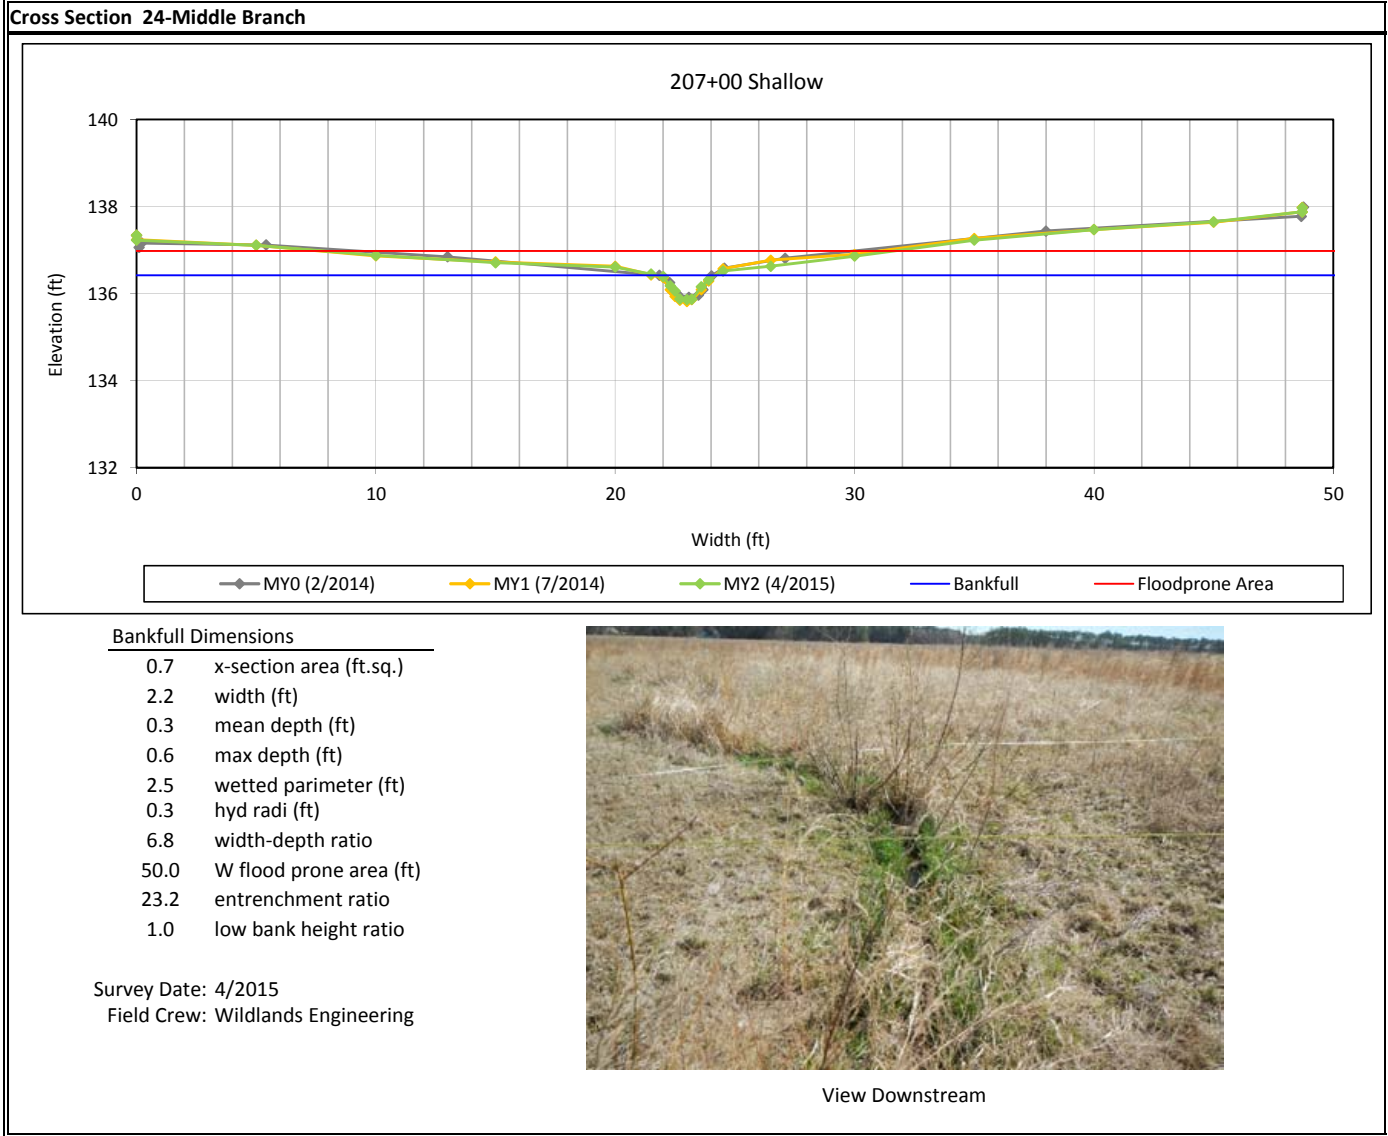 Cross Section 24-Middle Branch
207+00 Shallow
140
138
136
134
132
Elevation (ft)
0 10 20 30 40 50
Width (ft)
MY0 (2/2014) MY1 (7/2014) MY2 (4/2015) Bankfull Floodprone Area
Bankfull Dimensions
0.7 x-section area (ft.sq.)
2.2 width (ft)
0.3 mean depth (ft)
0.6 max depth (ft)
2.5 wetted parimeter (ft)
0.3 hyd radi (ft)
6.8 width-depth ratio
50.0 W flood prone area (ft)
23.2 entrenchment ratio
1.0 low bank height ratio
Survey Date: 4/2015
Field Crew: Wildlands Engineering
View Downstream